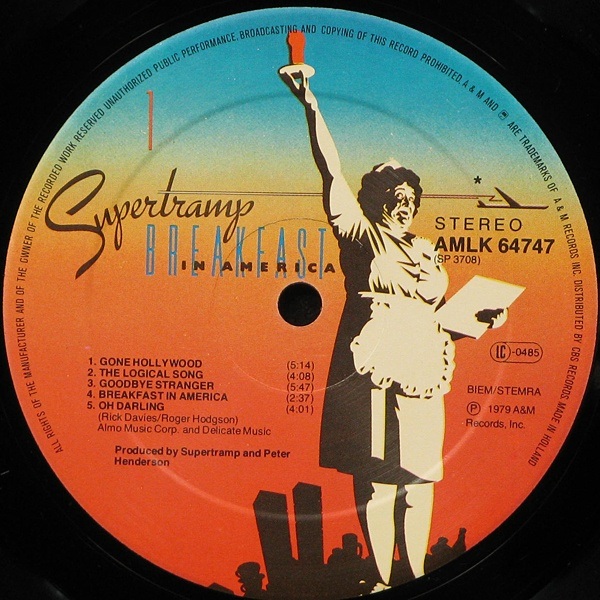 ALL RIGHTS OF THE MANUFACTURER AND OF THE OWNER OF THE RECORDED WORK RESERVED UNAUTHORIZED PUBLIC PERFORMANCE, BROADCASTING AND COPYING OF THIS RECORD PROHIBITED. A & M AND ARE TRADEMARKS OF A & M RECORDS INC. DISTRIBUTED BY CBS RECORDS. MADE IN HOLLAND
1
Supertramp
BREAKFAST
IN AMERICA
*
STEREO
AMLK 64747
(SP 3708)
LC-0485
1. GONE HOLLYWOOD (5:14)
2. THE LOGICAL SONG (4:08)
3. GOODBYE STRANGER (5:47)
4. BREAKFAST IN AMERICA (2:37)
5. OH DARLING (4:01)
(Rick Davies/Roger Hodgson)
Almo Music Corp. and Delicate Music
Produced by Supertramp and Peter
Henderson
BIEM/STEMRA
Ⓟ 1979 A&M
Records, Inc.